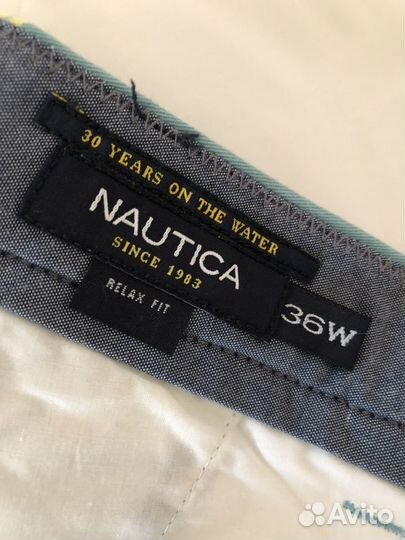 30 YEARS ON THE WATER
NAUTICA
SINCE 1983
RELAX FIT
36W
Avito